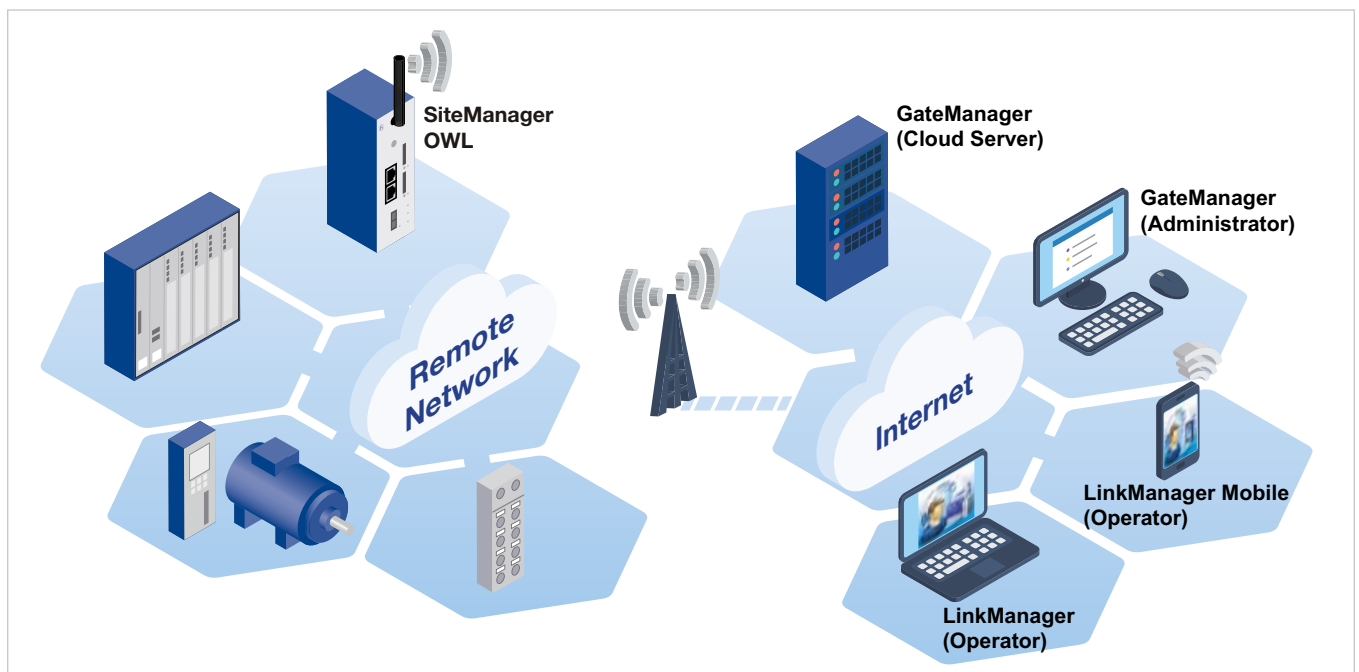 SiteManager
OWL
Remote
Network
GateManager
(Cloud Server)
GateManager
(Administrator)
Internet
LinkManager Mobile
(Operator)
LinkManager
(Operator)